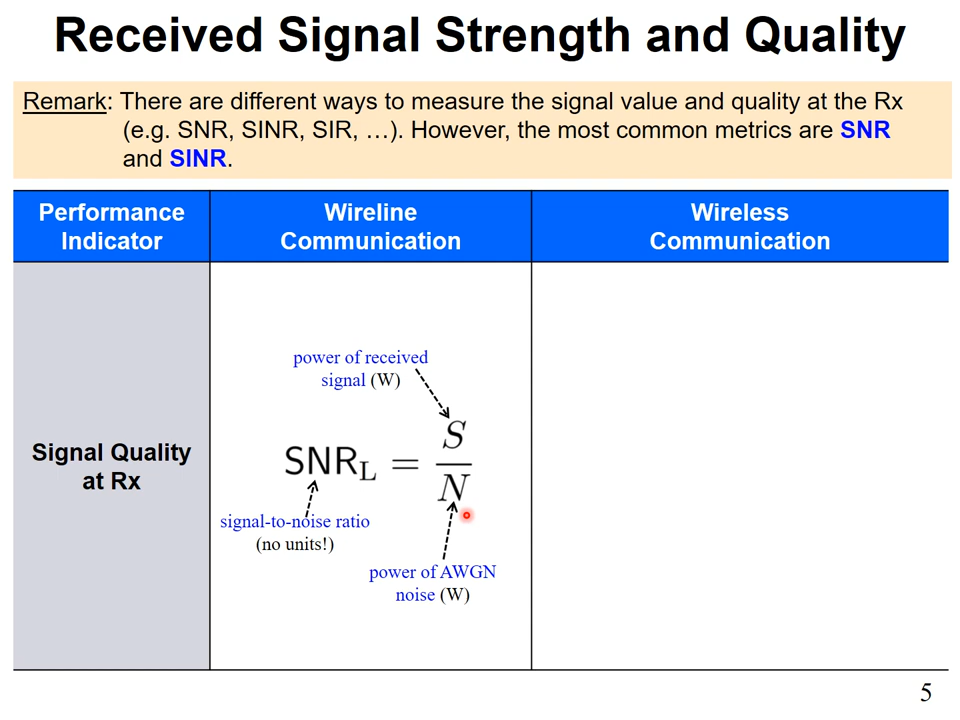 Received Signal Strength and Quality
Remark: There are different ways to measure the signal value and quality at the Rx
(e.g. SNR, SINR, SIR, …). However, the most common metrics are SNR
and SINR.
Performance
Indicator
Wireline
Communication
Wireless
Communication
Signal Quality
at Rx
power of received
signal (W)
SNR_L = S/N
signal-to-noise ratio
(no units!)
power of AWGN
noise (W)
5